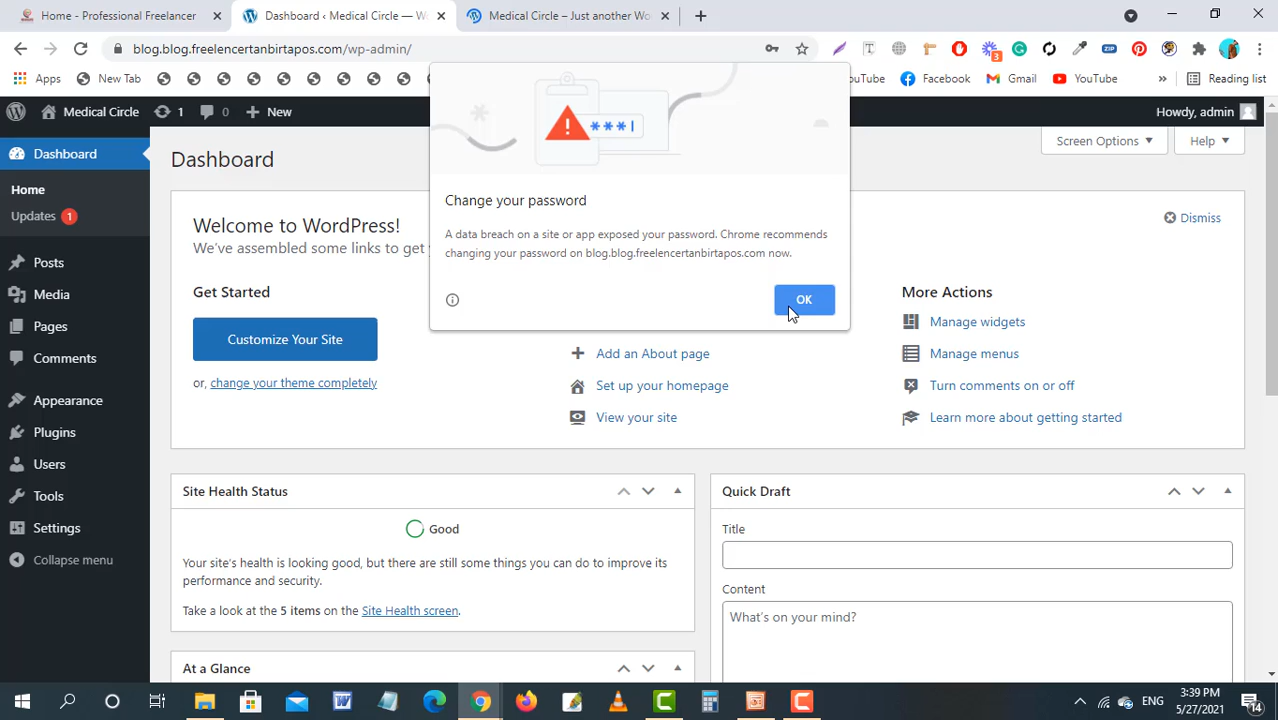 Home - Professional Freelancer
Dashboard ‹ Medical Circle — W
Medical Circle – Just another Wo
blog.blog.freelencertanbirtapos.com/wp-admin/
3
ZIP
Apps
New Tab
ouTube
Facebook
Gmail
YouTube
»
Reading list
Medical Circle
1
0
New
Howdy, admin
Dashboard
Home
Updates 1
Posts
Media
Pages
Comments
Appearance
Plugins
Users
Tools
Settings
Collapse menu
Dashboard
Screen Options
Help
Welcome to WordPress!
We've assembled some links to get
Dismiss
Get Started
Customize Your Site
or, change your theme completely
Add an About page
Set up your homepage
View your site
More Actions
Manage widgets
Manage menus
Turn comments on or off
Learn more about getting started
***|
Change your password
A data breach on a site or app exposed your password. Chrome recommends
changing your password on blog.blog.freelencertanbirtapos.com now.
OK
Site Health Status
Good
Your site's health is looking good, but there are still some things you can do to improve its
performance and security.
Take a look at the 5 items on the Site Health screen.
At a Glance
Quick Draft
Title
Content
What's on your mind?
ENG
3:39 PM
5/27/2021
14